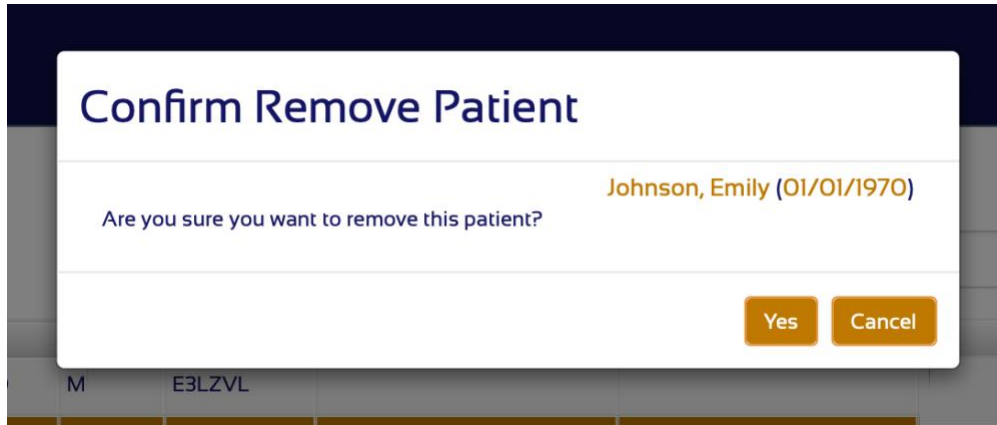 Confirm Remove Patient
Johnson, Emily (01/01/1970)
Are you sure you want to remove this patient?
Yes Cancel
M E3LZVL